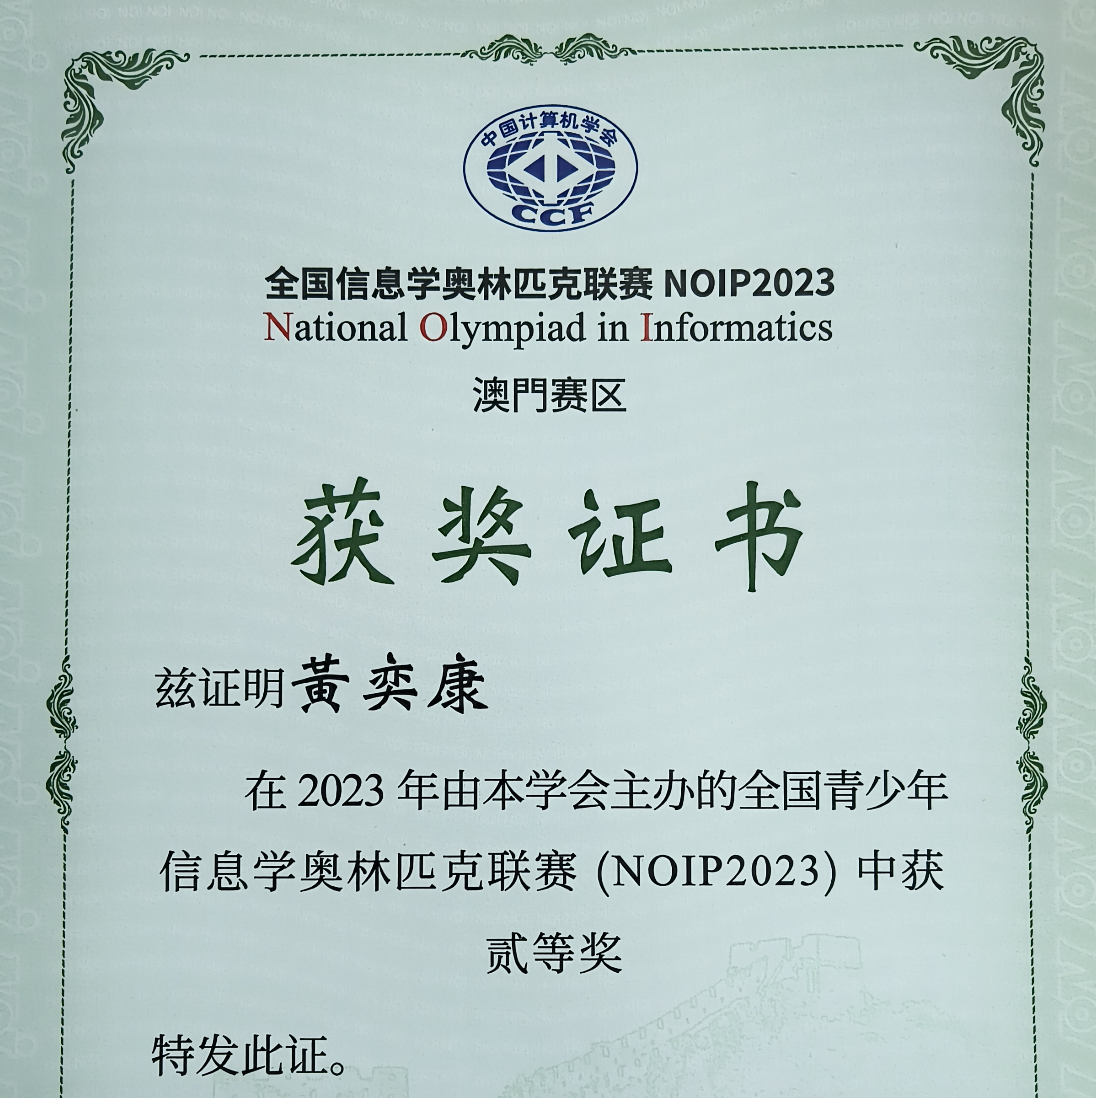 中国计算机学会
CCF
全国信息学奥林匹克联赛 NOIP2023
National Olympiad in Informatics
澳門赛区
获奖证书
兹证明黃奕康
在 2023 年由本学会主办的全国青少年
信息学奥林匹克联赛 (NOIP2023) 中获
贰等奖
特发此证。